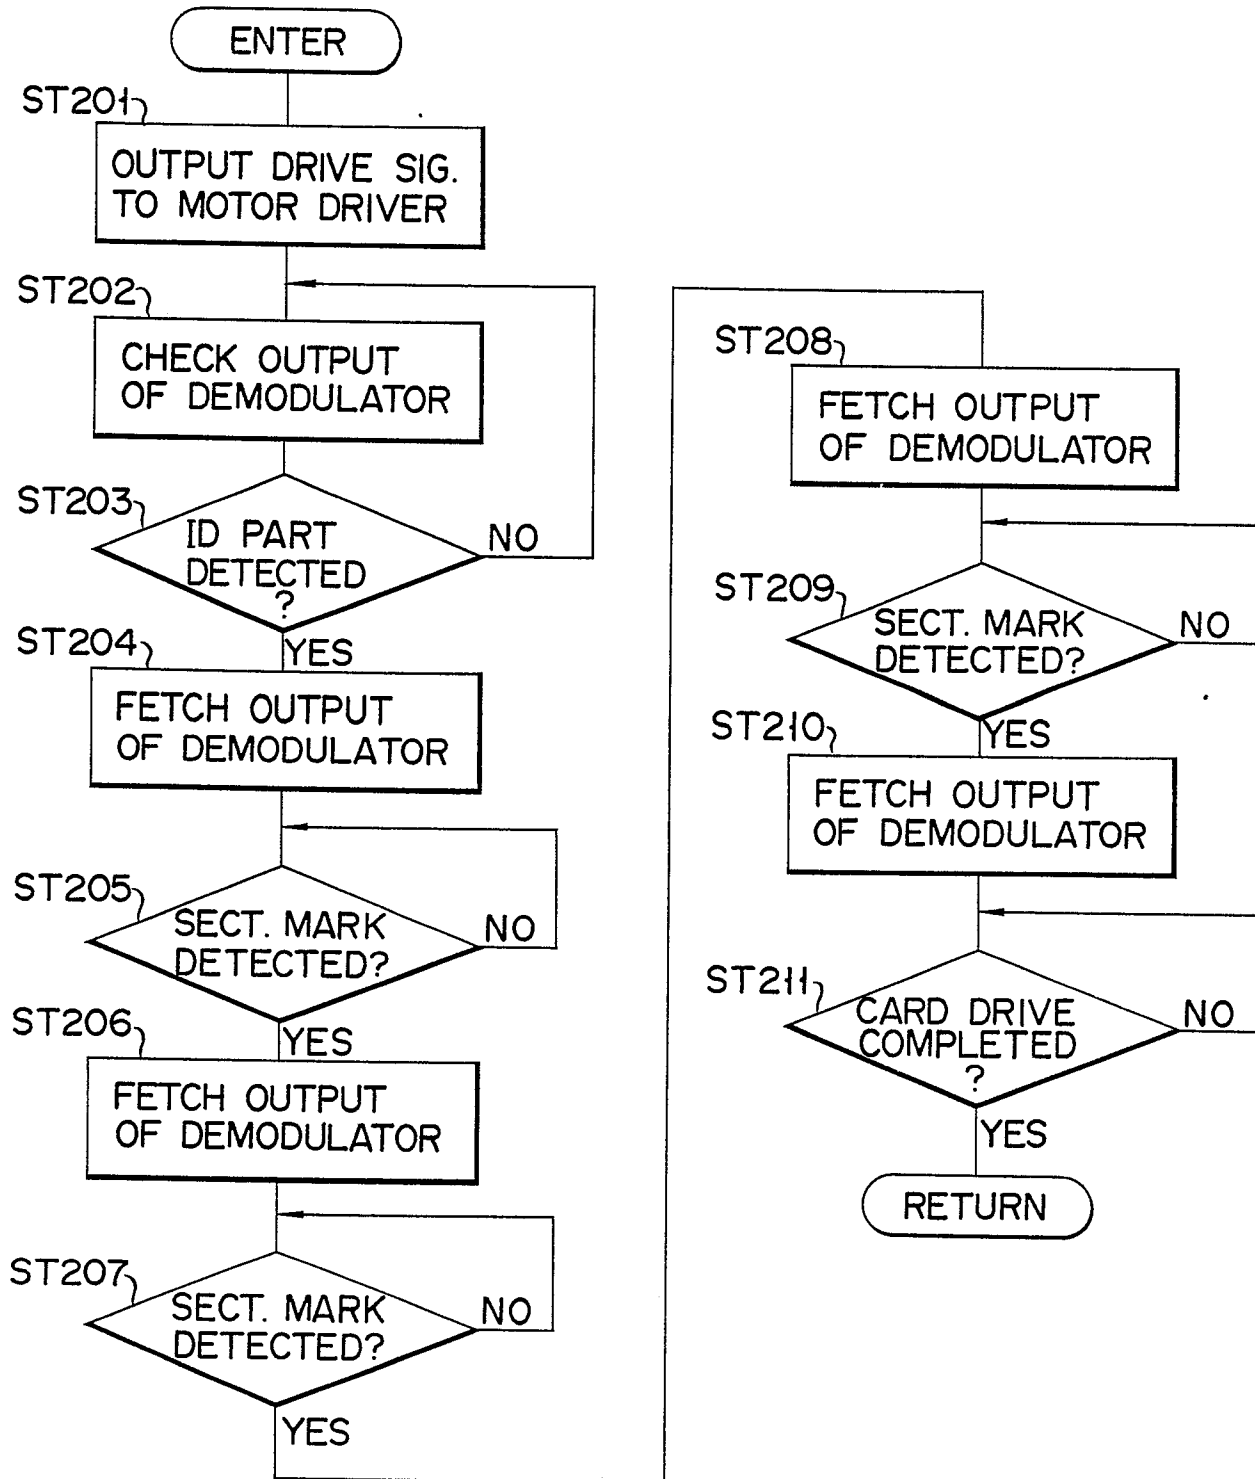 ENTER
ST201
OUTPUT DRIVE SIG.
TO MOTOR DRIVER
ST202
CHECK OUTPUT
OF DEMODULATOR
ST203
ID PART
DETECTED
?
NO
YES
ST204
FETCH OUTPUT
OF DEMODULATOR
ST205
SECT. MARK
DETECTED?
NO
YES
ST206
FETCH OUTPUT
OF DEMODULATOR
ST207
SECT. MARK
DETECTED?
NO
YES
ST208
FETCH OUTPUT
OF DEMODULATOR
ST209
SECT. MARK
DETECTED?
NO
YES
ST210
FETCH OUTPUT
OF DEMODULATOR
ST211
CARD DRIVE
COMPLETED
?
NO
YES
RETURN